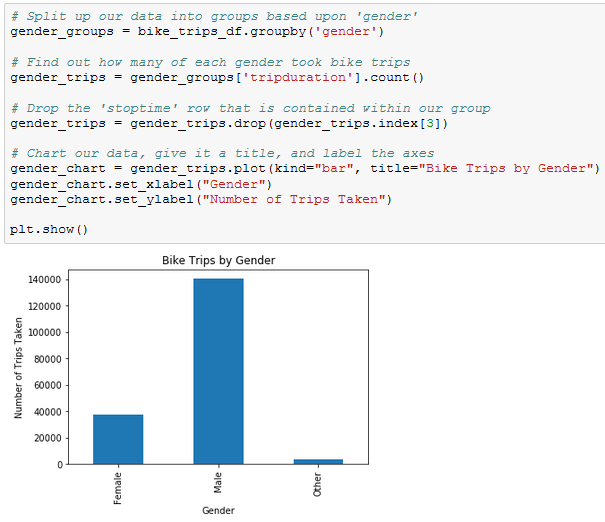 # Split up our data into groups based upon 'gender'
gender_groups = bike_trips_df.groupby('gender')
# Find out how many of each gender took bike trips
gender_trips = gender_groups['tripduration'].count()
# Drop the 'stoptime' row that is contained within our group
gender_trips = gender_trips.drop(gender_trips.index[3])
# Chart our data, give it a title, and label the axes
gender_chart = gender_trips.plot(kind="bar", title="Bike Trips by Gender")
gender_chart.set_xlabel("Gender")
gender_chart.set_ylabel("Number of Trips Taken")
plt.show()
Bike Trips by Gender
Number of Trips Taken
140000
120000
100000
80000
60000
40000
20000
0
Female
Male
Other
Gender